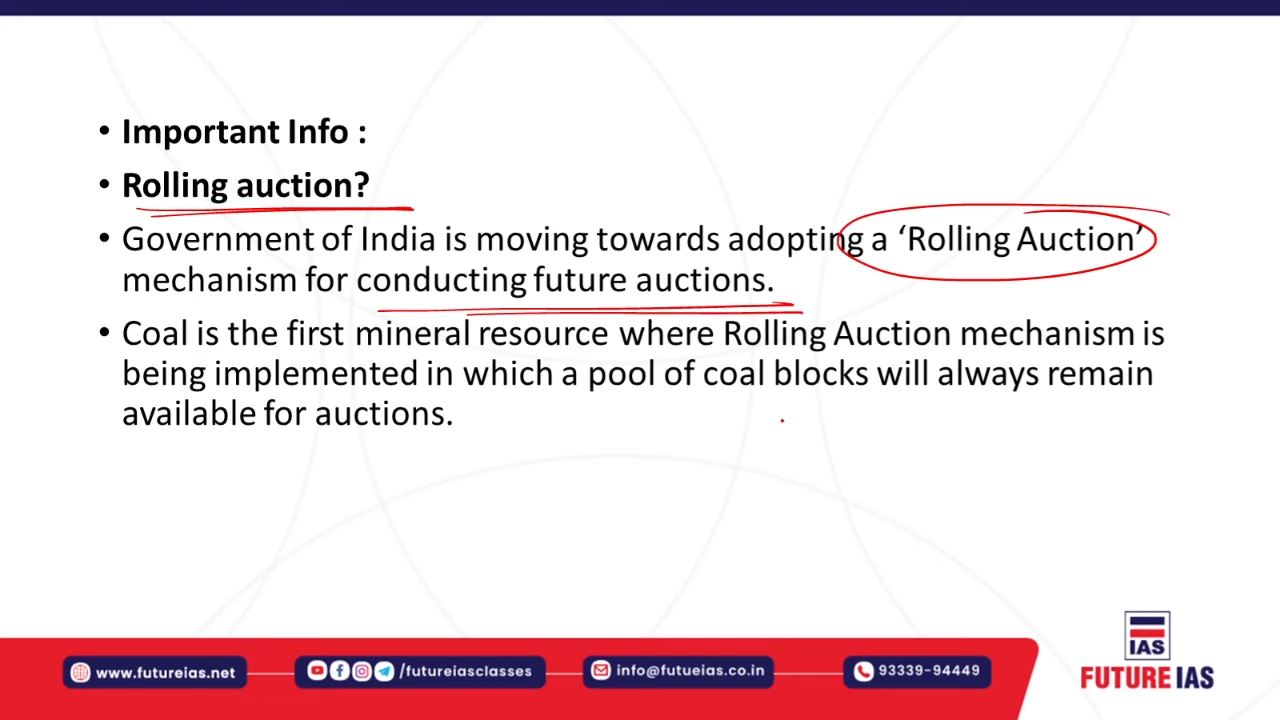 • Important Info :
• Rolling auction?
• Government of India is moving towards adopting a ‘Rolling Auction’
mechanism for conducting future auctions.
• Coal is the first mineral resource where Rolling Auction mechanism is
being implemented in which a pool of coal blocks will always remain
available for auctions.
IAS
FUTURE IAS
www.futureias.net
/futureiasclasses
info@futueias.co.in
93339-94449